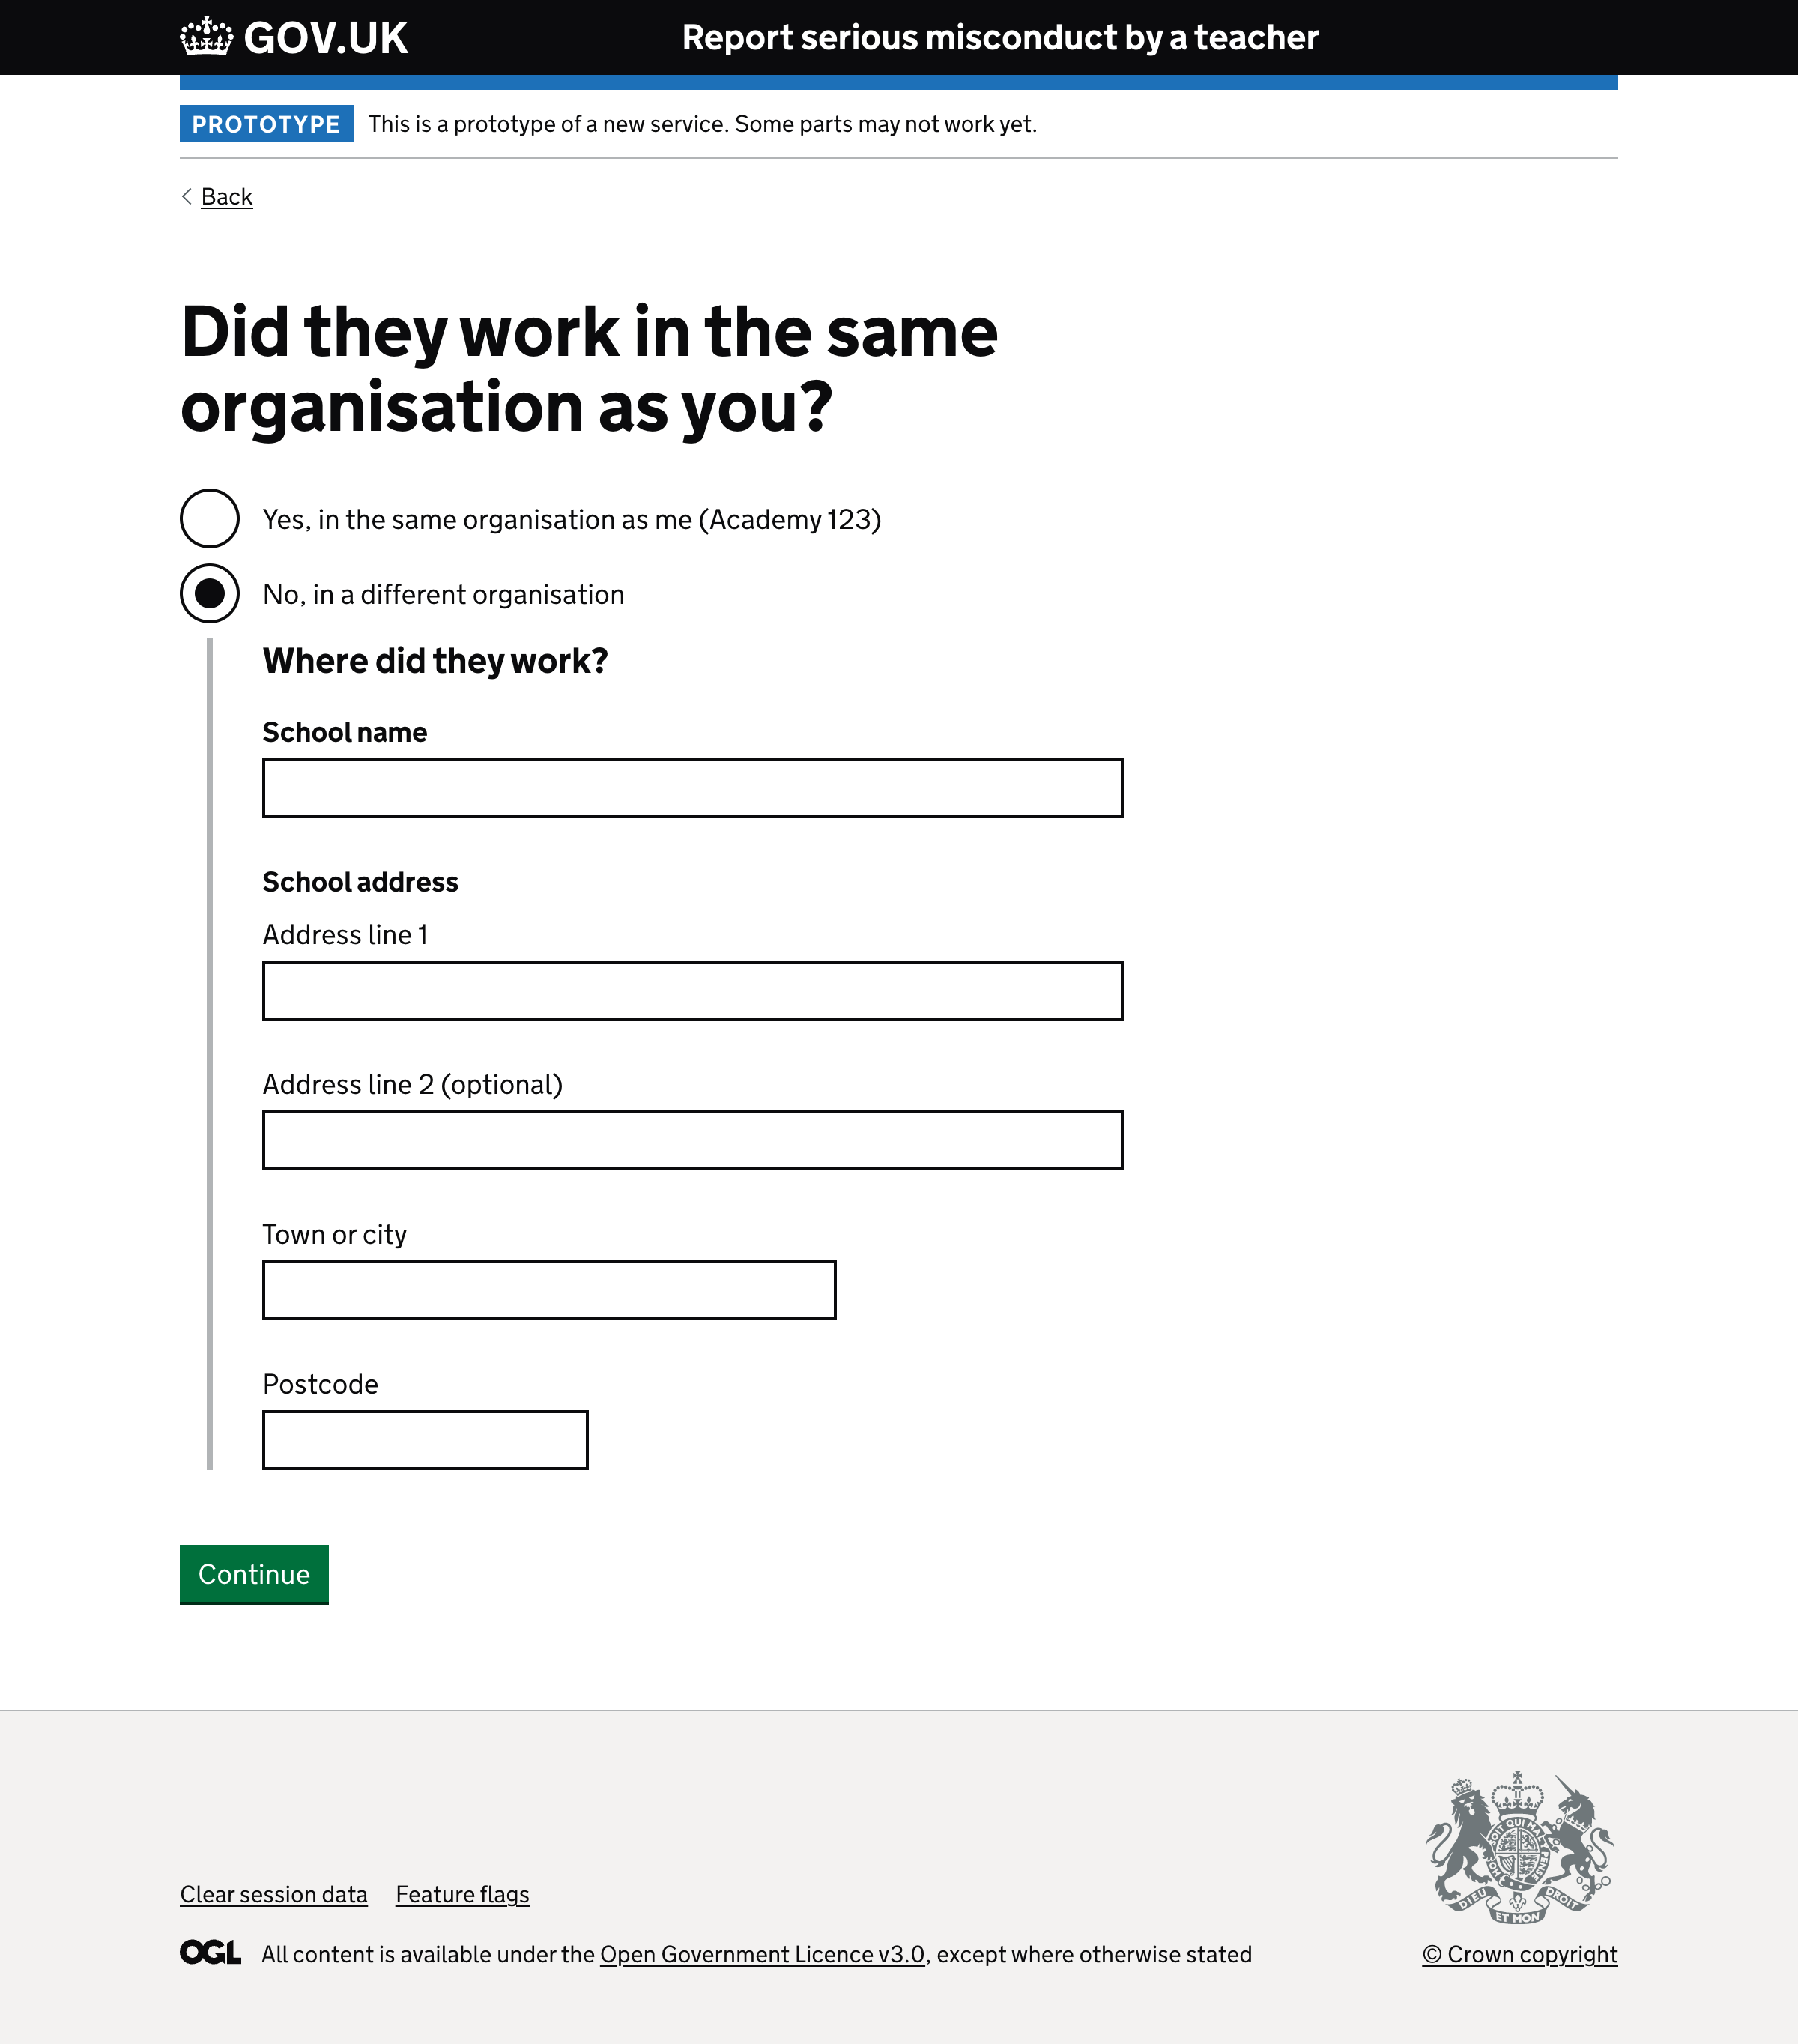 GOV.UK
Report serious misconduct by a teacher
PROTOTYPE
This is a prototype of a new service. Some parts may not work yet.
Back
Did they work in the same
organisation as you?
Yes, in the same organisation as me (Academy 123)
No, in a different organisation
Where did they work?
School name
School address
Address line 1
Address line 2 (optional)
Town or city
Postcode
Continue
DIEU ET MON DROIT
Clear session data
Feature flags
OGL
All content is available under the Open Government Licence v3.0, except where otherwise stated
© Crown copyright